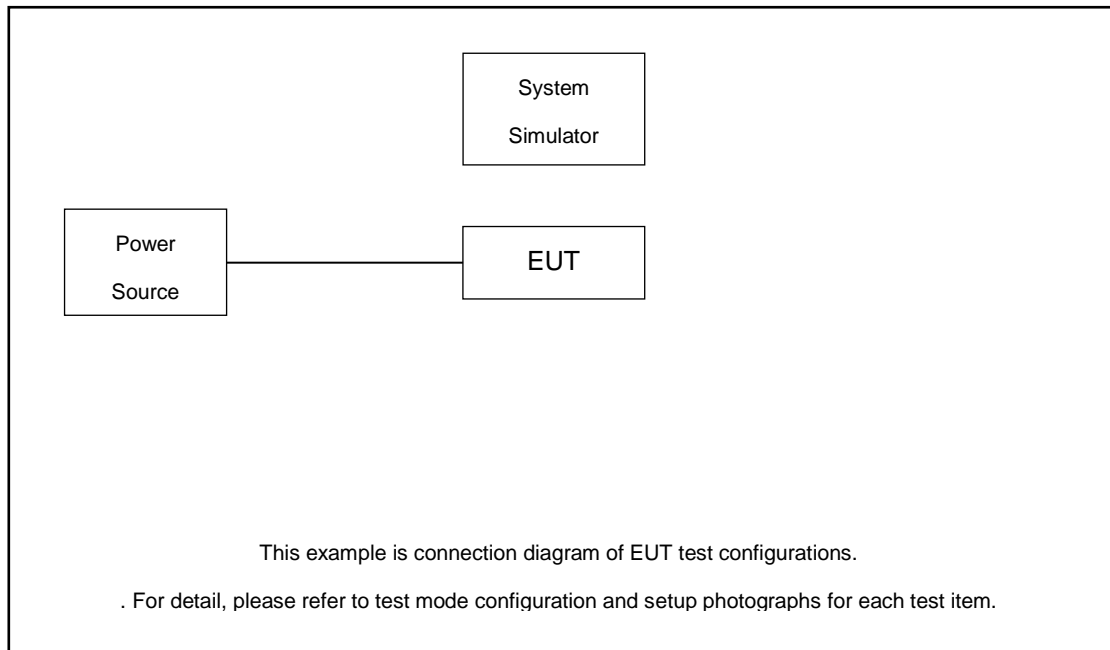 System
Simulator
Power
Source
EUT
This example is connection diagram of EUT test configurations.
. For detail, please refer to test mode configuration and setup photographs for each test item.